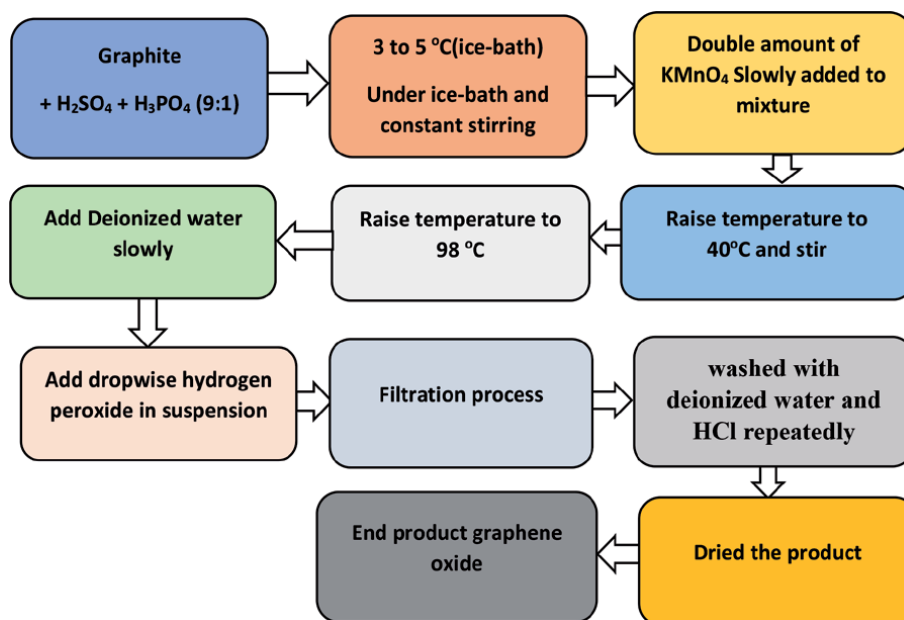 Graphite
+ H₂SO₄ + H₃PO₄ (9:1)
3 to 5 °C(ice-bath)
Under ice-bath and
constant stirring
Double amount of
KMnO₄ Slowly added to
mixture
Raise temperature to
40°C and stir
Raise temperature to
98 °C
Add Deionized water
slowly
Add dropwise hydrogen
peroxide in suspension
Filtration process
washed with
deionized water and
HCl repeatedly
Dried the product
End product graphene
oxide